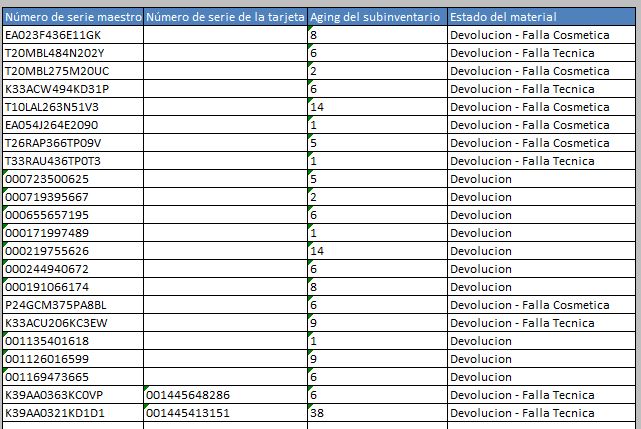 Número de serie maestro Número de serie de la tarjeta Aging del subinventario Estado del material
EA023F436E11GK 8 Devolucion - Falla Cosmetica
T20MBL484N202Y 6 Devolucion - Falla Tecnica
T20MBL275M20UC 2 Devolucion - Falla Cosmetica
K33ACW494KD31P 6 Devolucion - Falla Tecnica
T10LAL263N51V3 14 Devolucion - Falla Cosmetica
EA054J264E2090 1 Devolucion - Falla Cosmetica
T26RAP366TP09V 5 Devolucion - Falla Cosmetica
T33RAU436TP0T3 1 Devolucion - Falla Tecnica
000723500625 5 Devolucion
000719395667 2 Devolucion
000655657195 6 Devolucion
000171997489 1 Devolucion
000219755626 14 Devolucion
000244940672 6 Devolucion
000191066174 8 Devolucion
P24GCM375PA8BL 6 Devolucion - Falla Cosmetica
K33ACU206KC3EW 9 Devolucion - Falla Tecnica
001135401618 1 Devolucion
001126016599 9 Devolucion
001169473665 6 Devolucion
K39AA0363KC0VP 001445648286 6 Devolucion - Falla Tecnica
K39AA0321KD1D1 001445413151 38 Devolucion - Falla Tecnica